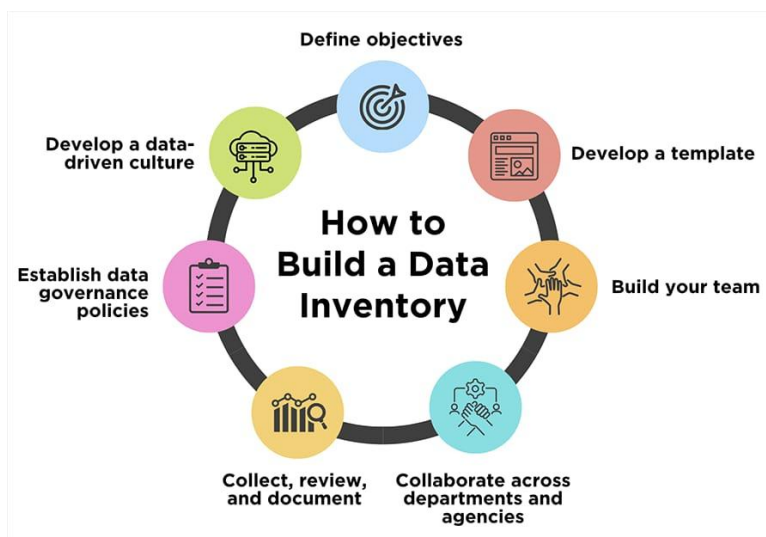 Define objectives
Develop a template
Build your team
Collaborate across
departments and
agencies
Collect, review,
and document
Establish data
governance
policies
Develop a data-
driven culture
How to
Build a Data
Inventory